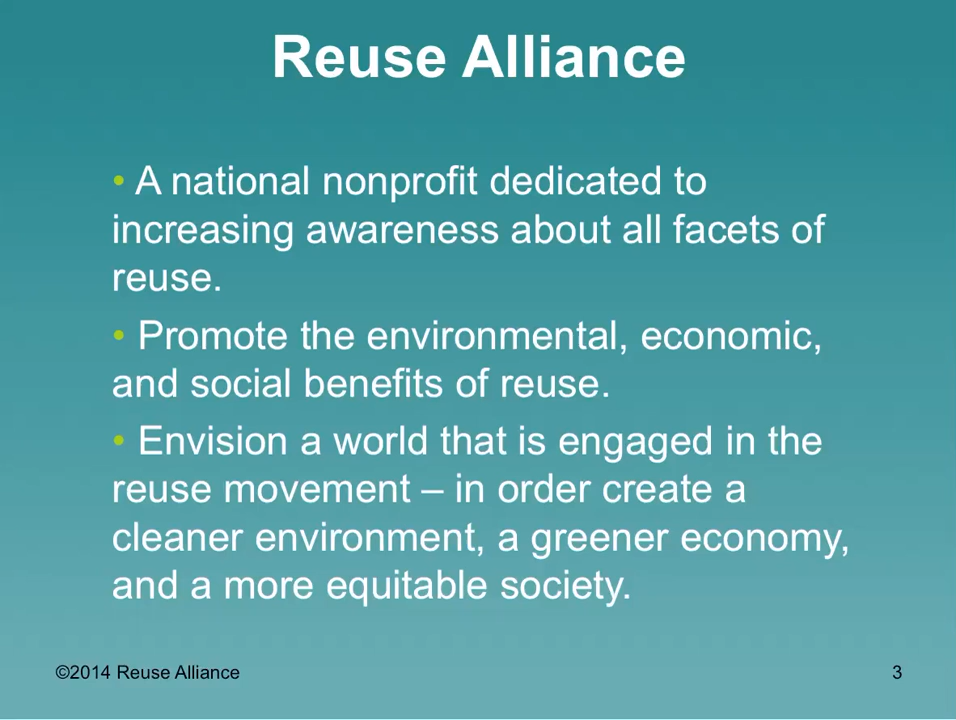 Reuse Alliance
• A national nonprofit dedicated to
increasing awareness about all facets of
reuse.
• Promote the environmental, economic,
and social benefits of reuse.
• Envision a world that is engaged in the
reuse movement – in order create a
cleaner environment, a greener economy,
and a more equitable society.
©2014 Reuse Alliance
3